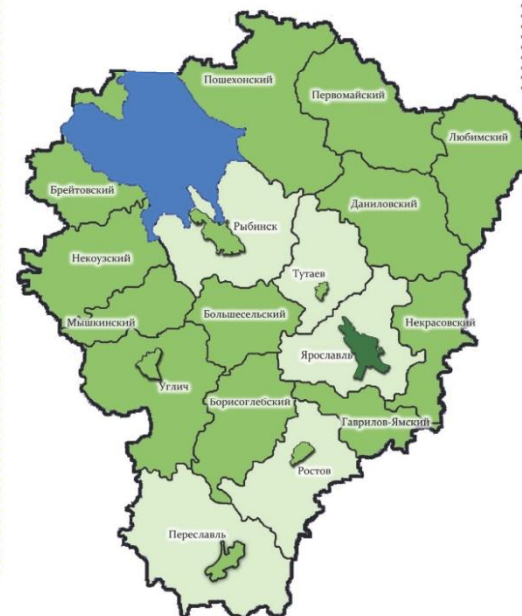 Пошехонский
Первомайский
Любимский
Брейтовский
Даниловский
Рыбинск
Некоузский
Тутаев
Мышкинский
Большесельский
Некрасовский
Ярославль
Углич
Борисоглебский
Гаврилов-Ямский
Ростов
Переславль